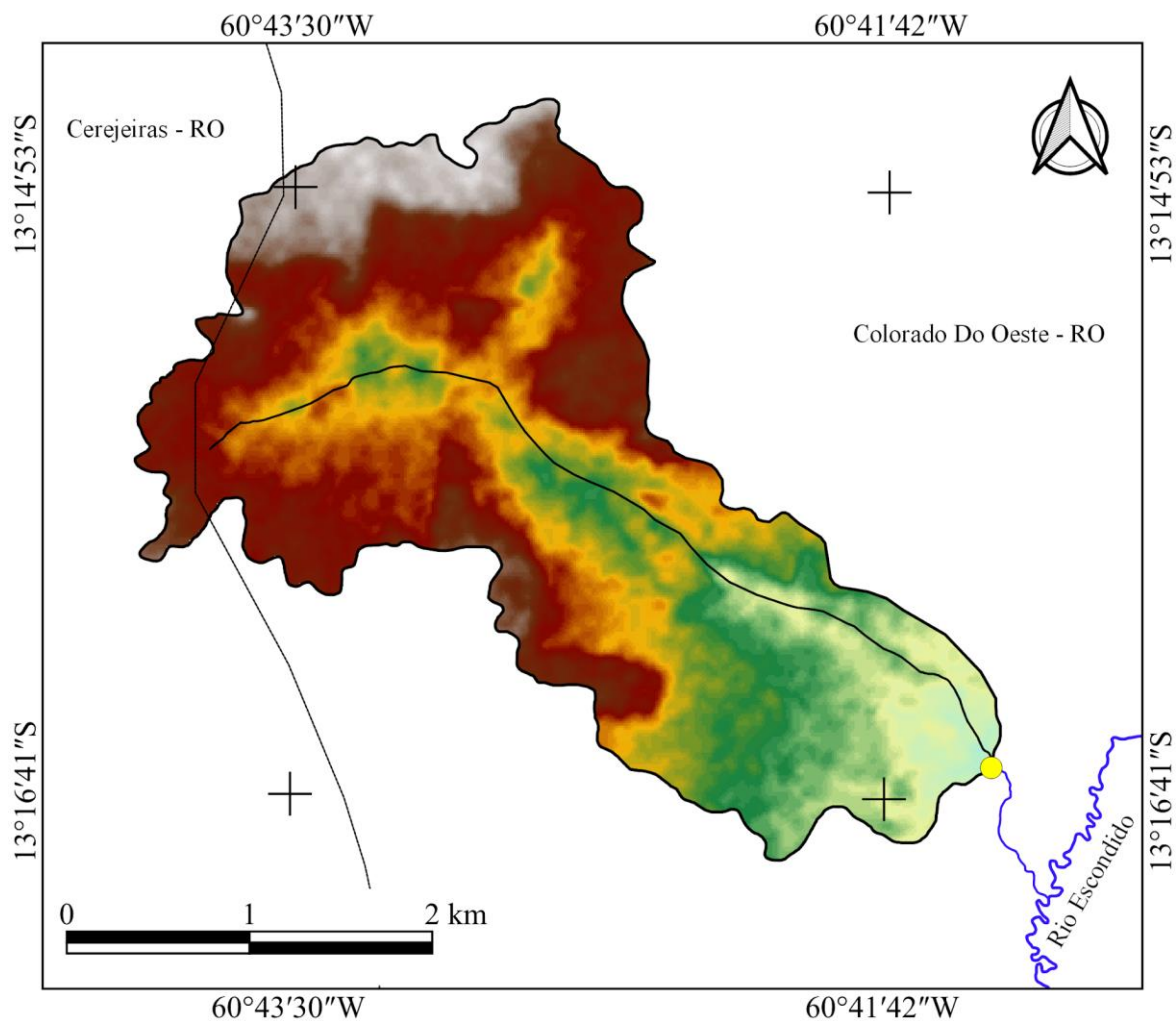 60°43′30″W
60°41′42″W
Cerejeiras - RO
13°14′53″S
13°14′53″S
Colorado Do Oeste - RO
13°16′41″S
13°16′41″S
Rio Escondido
0 1 2 km
60°43′30″W
60°41′42″W